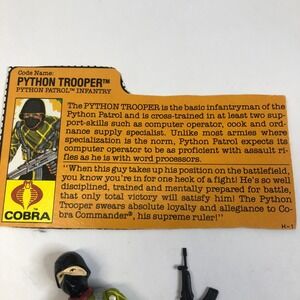 Code Name:
PYTHON TROOPER™
PYTHON PATROL™ INFANTRY
The PYTHON TROOPER is the basic infantryman of the
Python Patrol and is cross-trained in at least two sup-
port-skills such as computer operator, cook and ord-
nance supply specialist. Unlike most armies where
specialization is the norm, Python Patrol expects its
computer operator to be as proficient with assault ri-
fles as he is with word processors.
"When this guy takes up his position on the battlefield,
you know you're in for one heck of a fight! He's so well
disciplined, trained and mentally prepared for battle,
that only total victory will satisfy him! The Python
Trooper swears absolute loyalty and allegiance to Co-
bra Commander®, his supreme ruler!"
COBRA
H-1